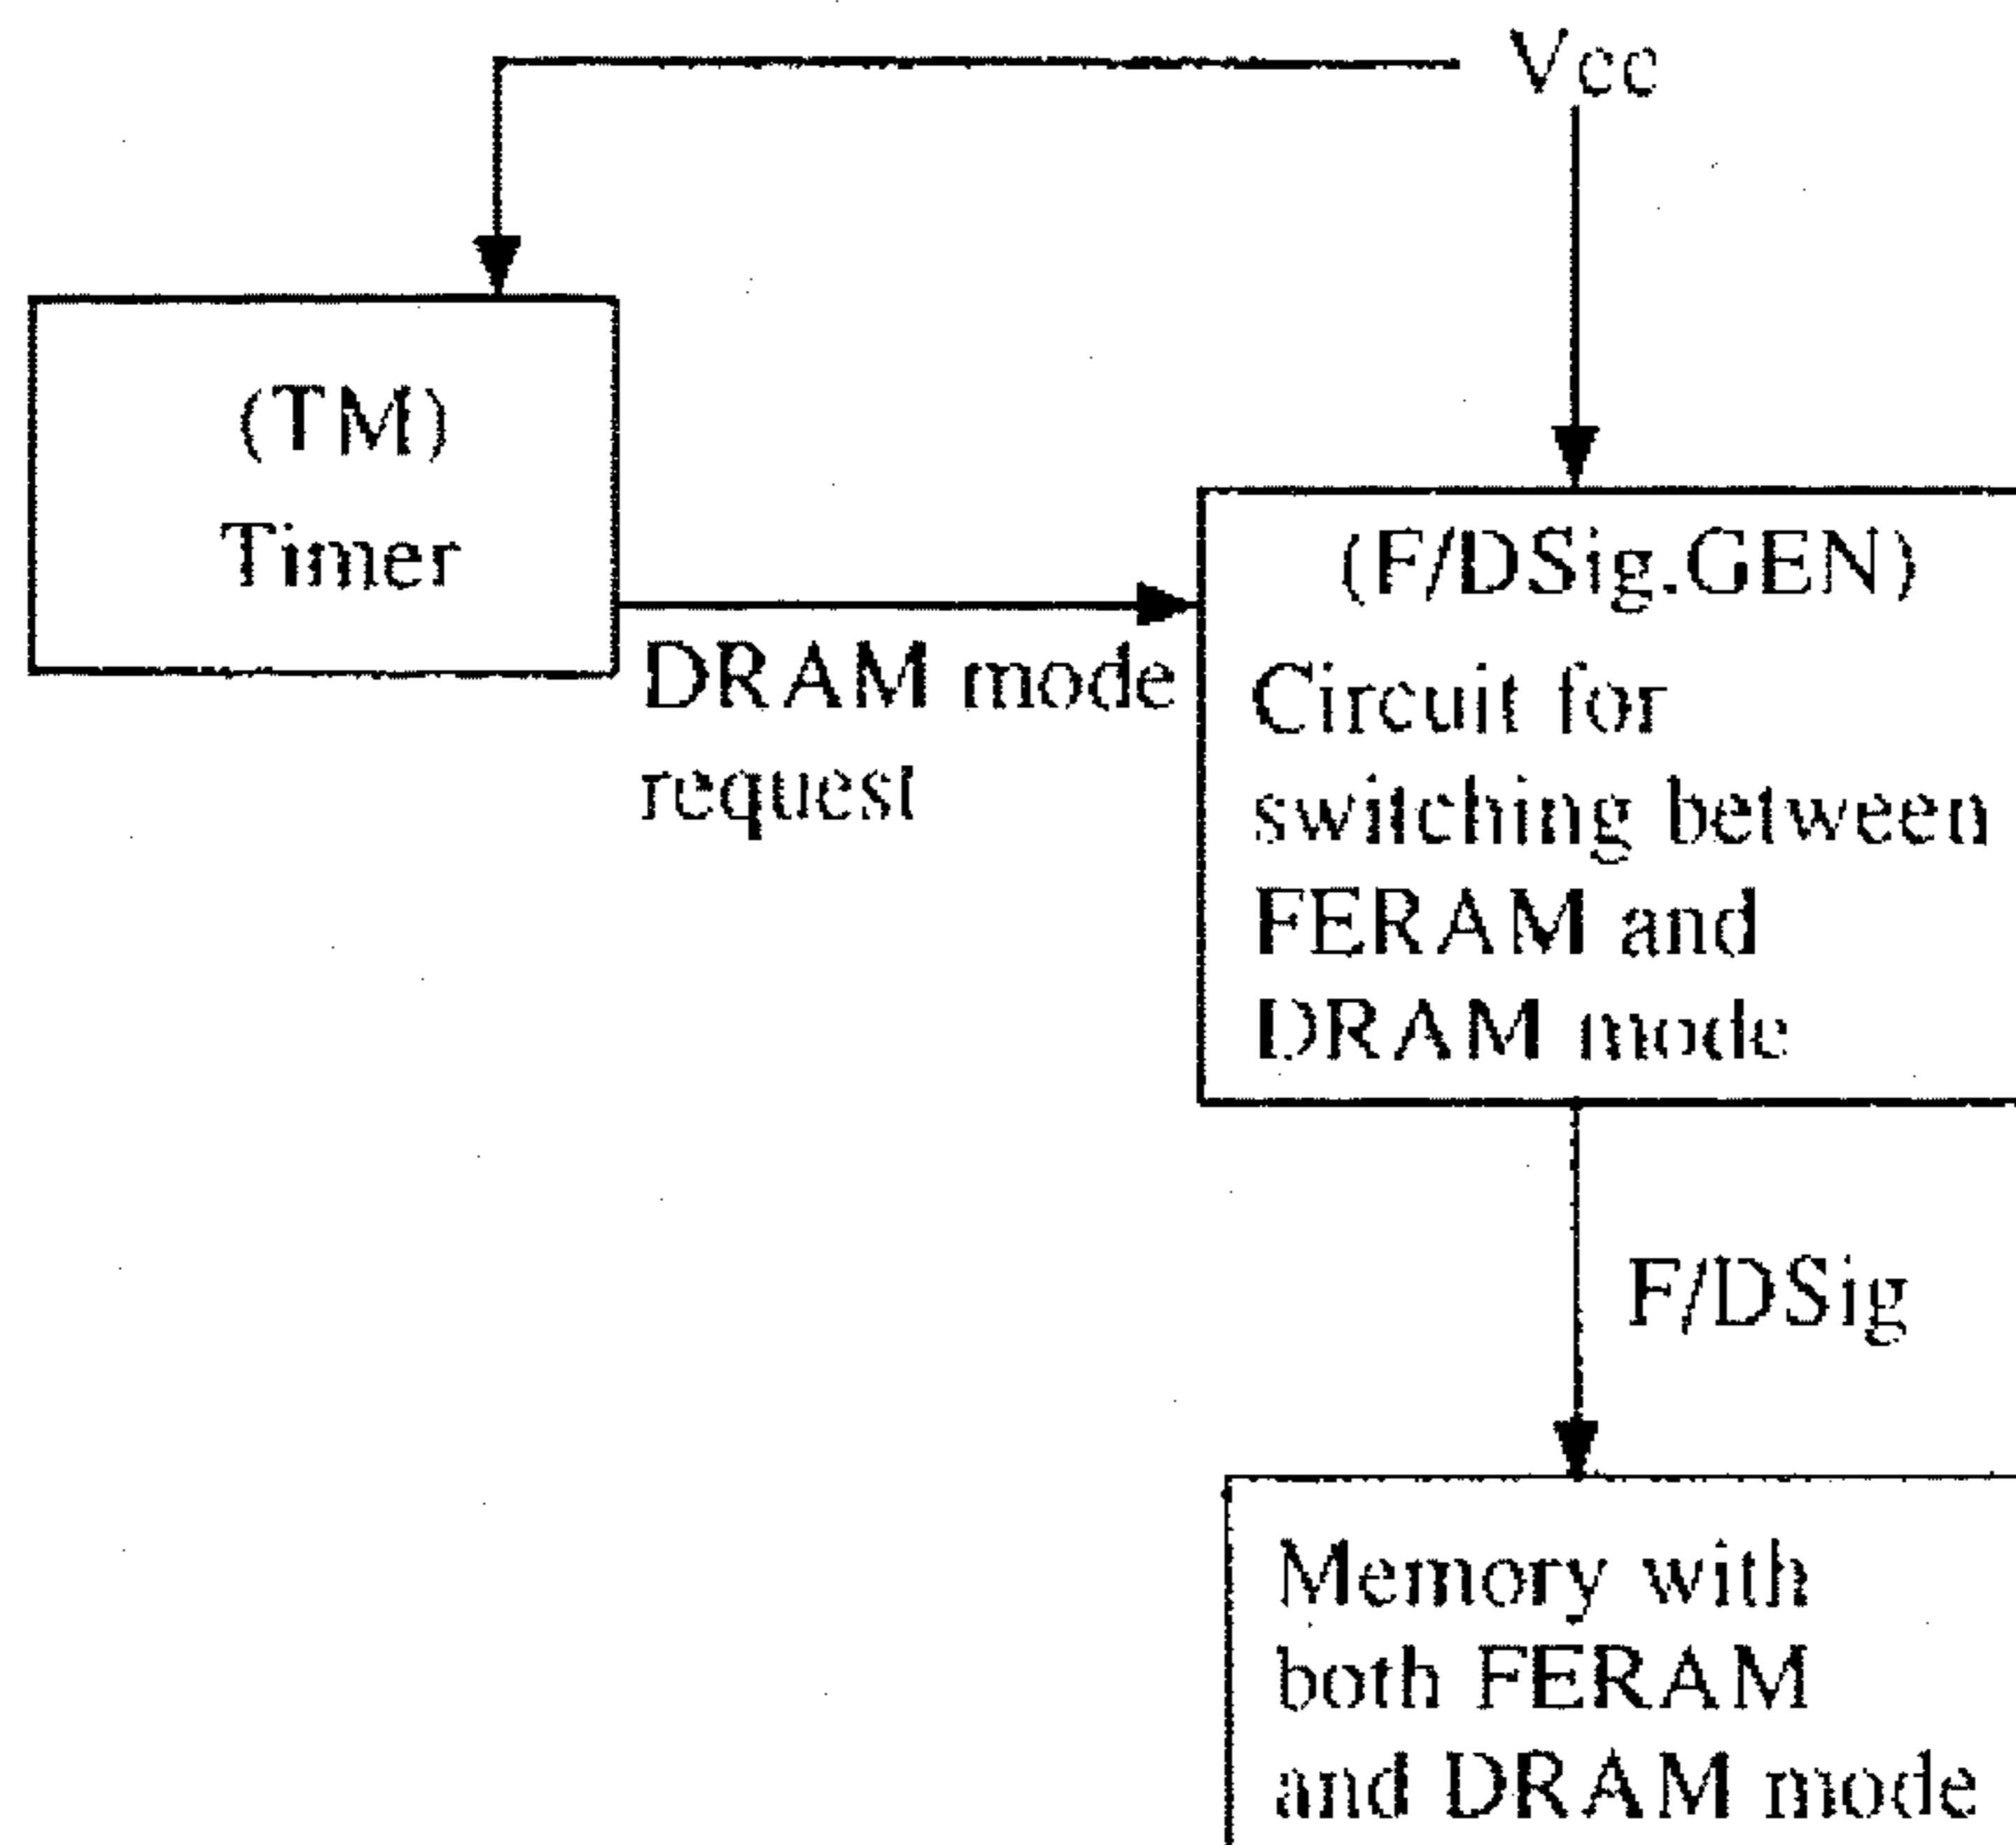 Vcc
(TM)
Timer
DRAM mode
request
(F/DSig.GEN)
Circuit for
switching between
FERAM and
DRAM mode
F/DSig
Memory with
both FERAM
and DRAM mode